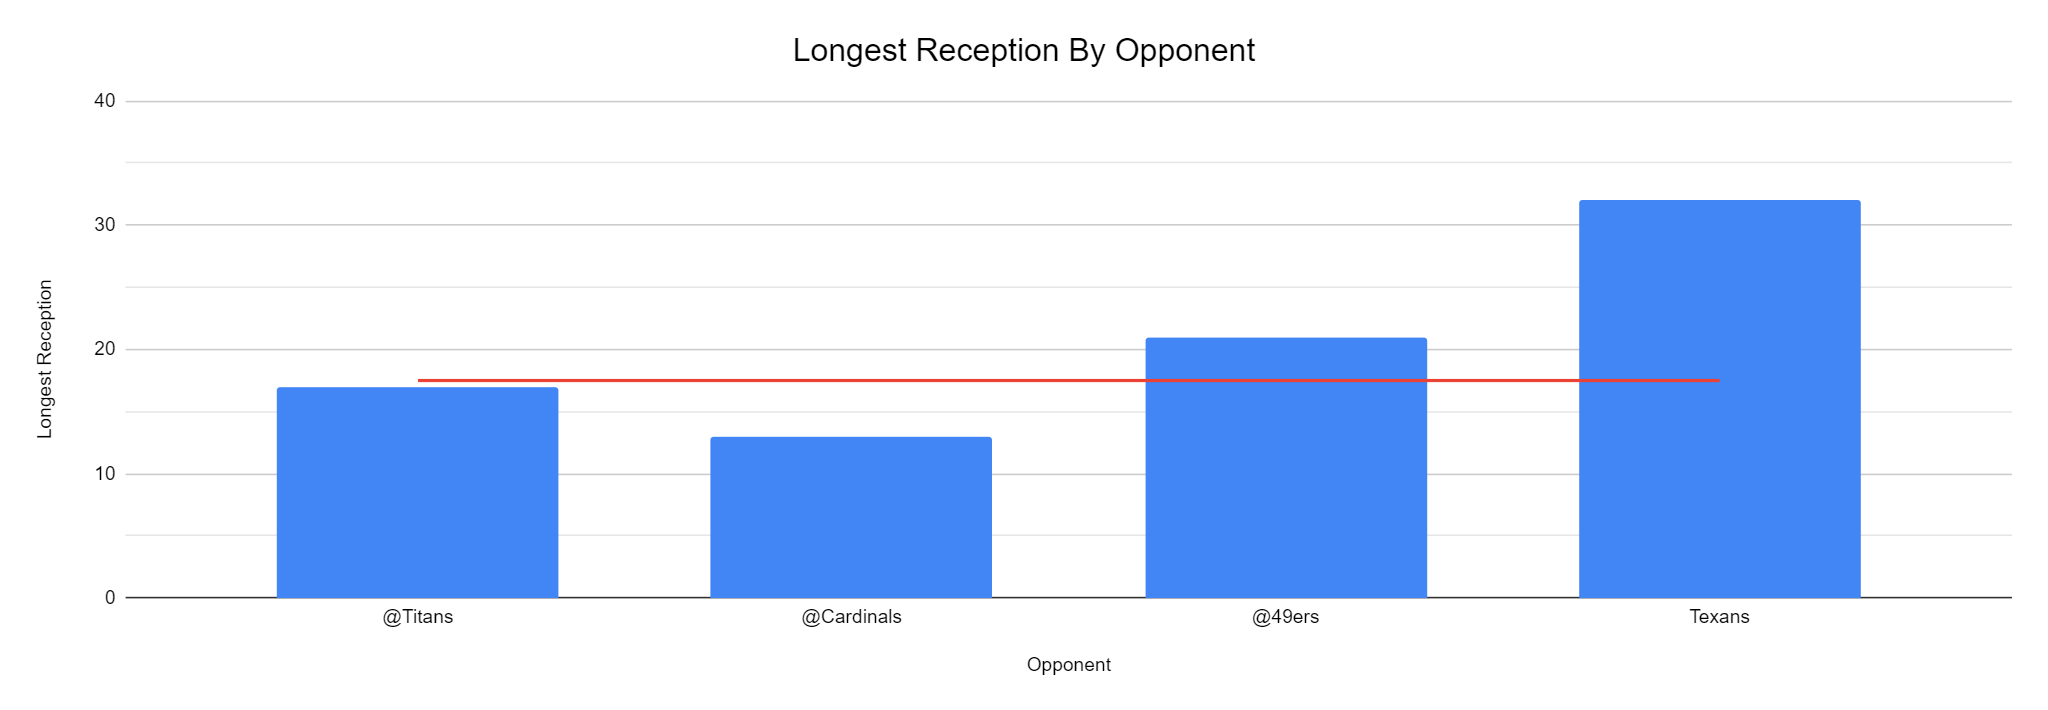 Longest Reception By Opponent
40
30
20
10
0
Longest Reception
@Titans
@Cardinals
@49ers
Texans
Opponent